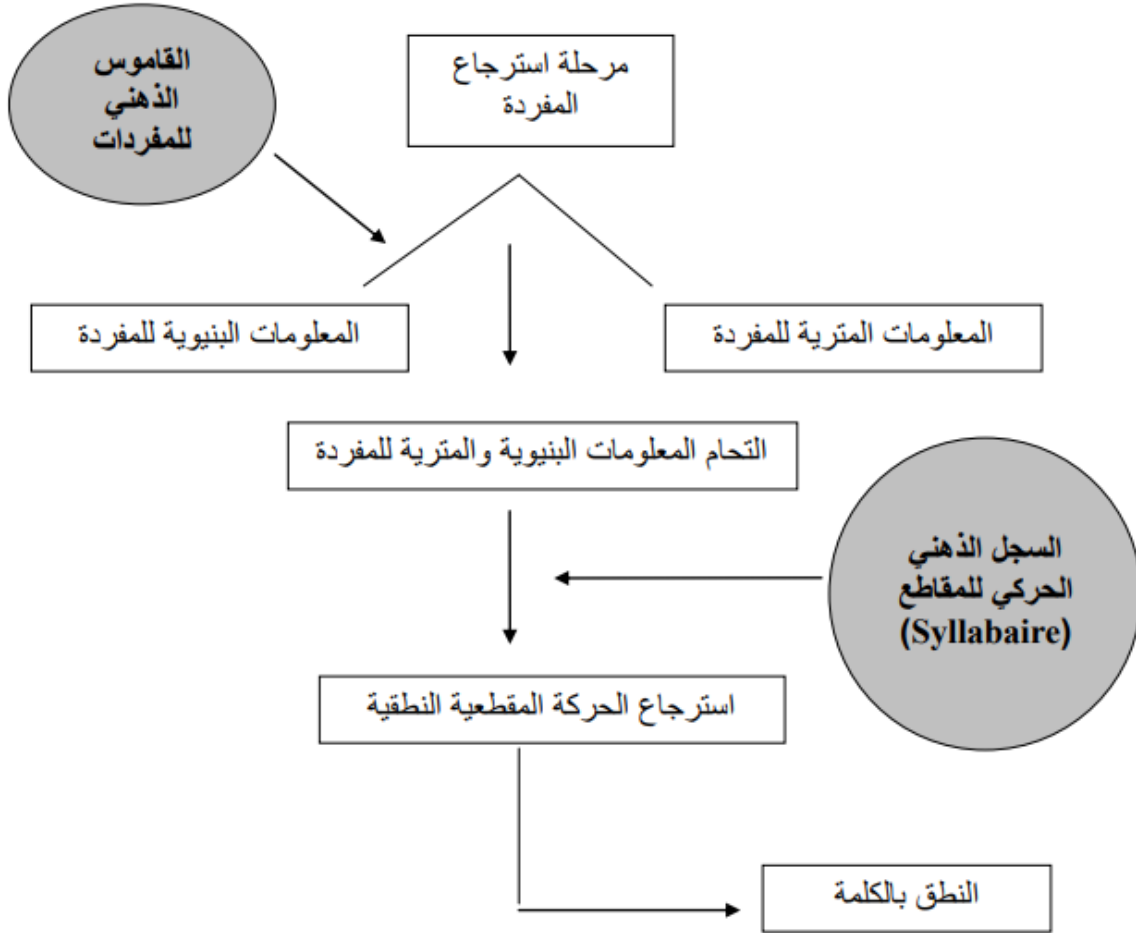 القاموس
الذهني
للمفردات
مرحلة استرجاع
المفردة
المعلومات المترية للمفردة
المعلومات البنيوية للمفردة
التحام المعلومات البنيوية والمترية للمفردة
السجل الذهني
الحركي للمقاطع
(Syllabaire)
استرجاع الحركة المقطعية النطقية
النطق بالكلمة